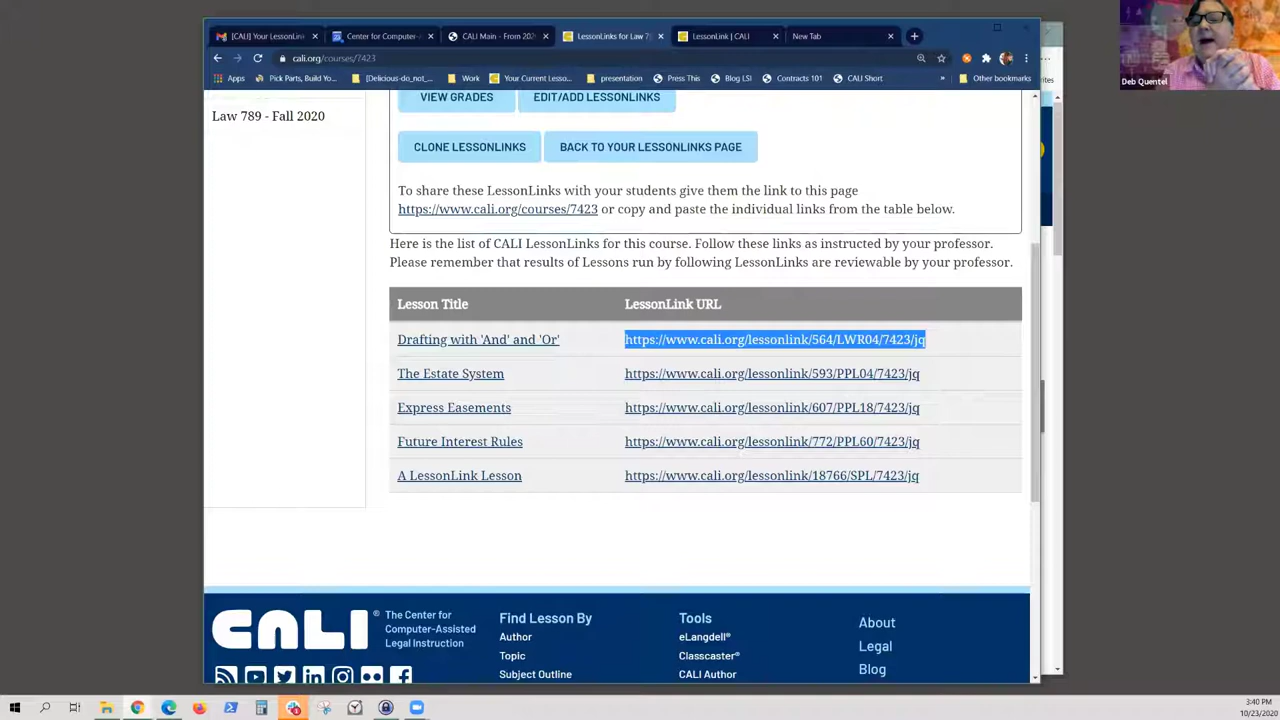 [CALI] Your LessonLin
Center for Computer-
CALI Main - From 202
LessonLinks for Law 7
LessonLink | CALI
New Tab
cali.org/courses/7423
Apps
Pick Parts, Build Yo...
[Delicious-do_not_...
Work
Your Current Lesso...
presentation
Press This
Blog LSI
Contracts 101
CALI Short
Other bookmarks
Deb Quentel
Law 789 - Fall 2020
VIEW GRADES
EDIT/ADD LESSONLINKS
CLONE LESSONLINKS
BACK TO YOUR LESSONLINKS PAGE
To share these LessonLinks with your students give them the link to this page
https://www.cali.org/courses/7423 or copy and paste the individual links from the table below.
Here is the list of CALI LessonLinks for this course. Follow these links as instructed by your professor.
Please remember that results of Lessons run by following LessonLinks are reviewable by your professor.
Lesson Title LessonLink URL
Drafting with 'And' and 'Or' https://www.cali.org/lessonlink/564/LWR04/7423/jq
The Estate System https://www.cali.org/lessonlink/593/PPL04/7423/jq
Express Easements https://www.cali.org/lessonlink/607/PPL18/7423/jq
Future Interest Rules https://www.cali.org/lessonlink/772/PPL60/7423/jq
A LessonLink Lesson https://www.cali.org/lessonlink/18766/SPL/7423/jq
CALI®
The Center for
Computer-Assisted
Legal Instruction
Find Lesson By
Author
Topic
Subject Outline
Tools
eLangdell®
Classcaster®
CALI Author
About
Legal
Blog
3:40 PM
10/23/2020